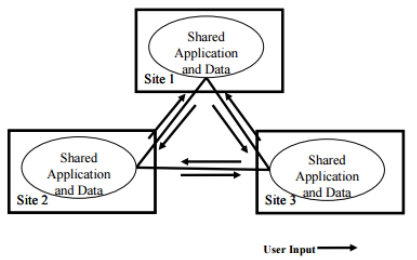 Shared
Application
and Data
Site 1
Shared
Application
and Data
Site 2
Shared
Application
and Data
Site 3
User Input